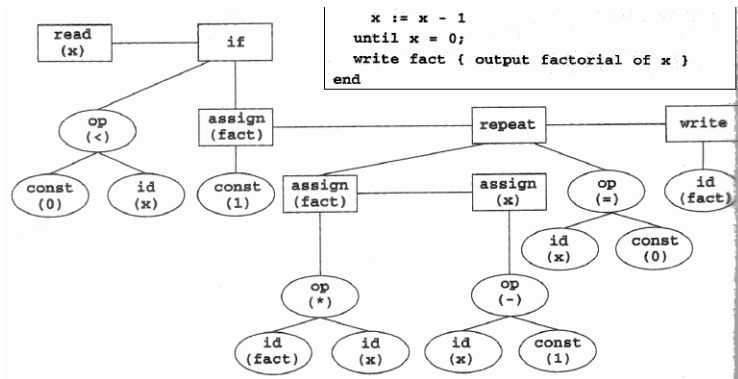 x := x - 1
until x = 0;
write fact { output factorial of x }
end
read
(x)
if
op
(<)
assign
(fact)
repeat
write
const
(0)
id
(x)
const
(1)
assign
(fact)
assign
(x)
op
(=)
id
(fact)
id
(x)
const
(0)
op
(*)
op
(-)
id
(fact)
id
(x)
id
(x)
const
(1)